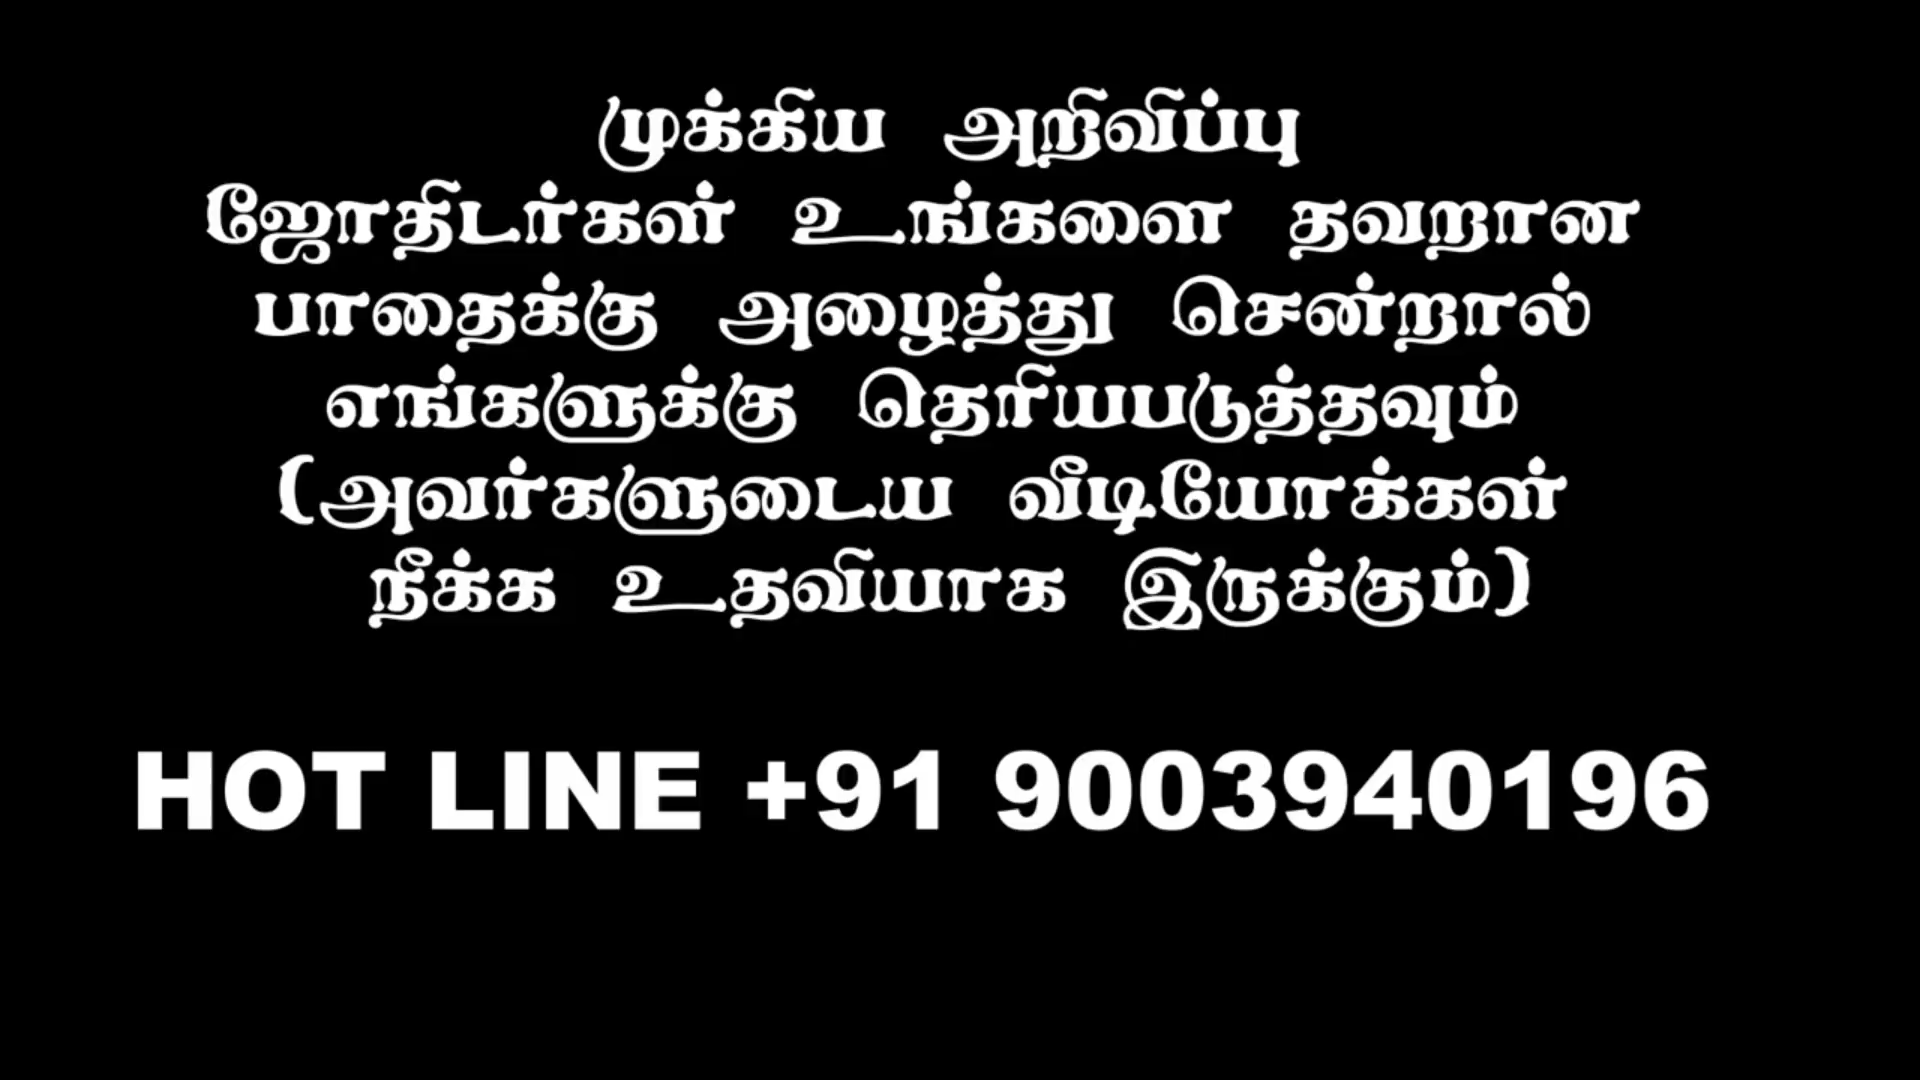 முக்கிய அறிவிப்பு
ஜோதிடர்கள் உங்களை தவறான
பாதைக்கு அழைத்து சென்றால்
எங்களுக்கு தெரியபடுத்தவும்
(அவர்களுடைய வீடியோக்கள்
நீக்க உதவியாக இருக்கும்)
HOT LINE +91 9003940196